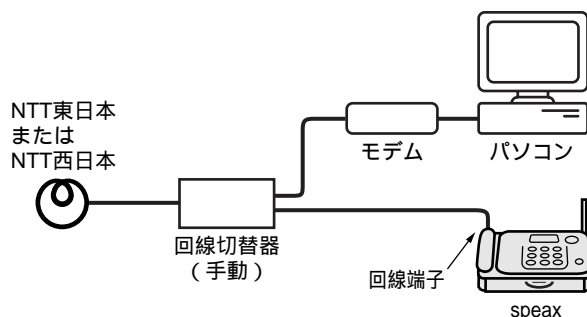 NTT東日本
または
NTT西日本
モデム
パソコン
回線切替器
（手動）
回線端子
speax